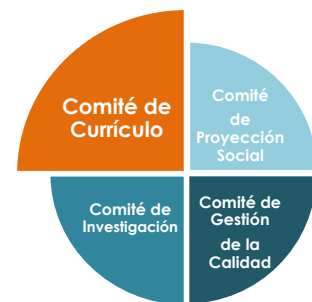 Comité de
Currículo
Comité
de
Proyección
Social
Comité de
Investigación
Comité de
Gestión
de la
Calidad